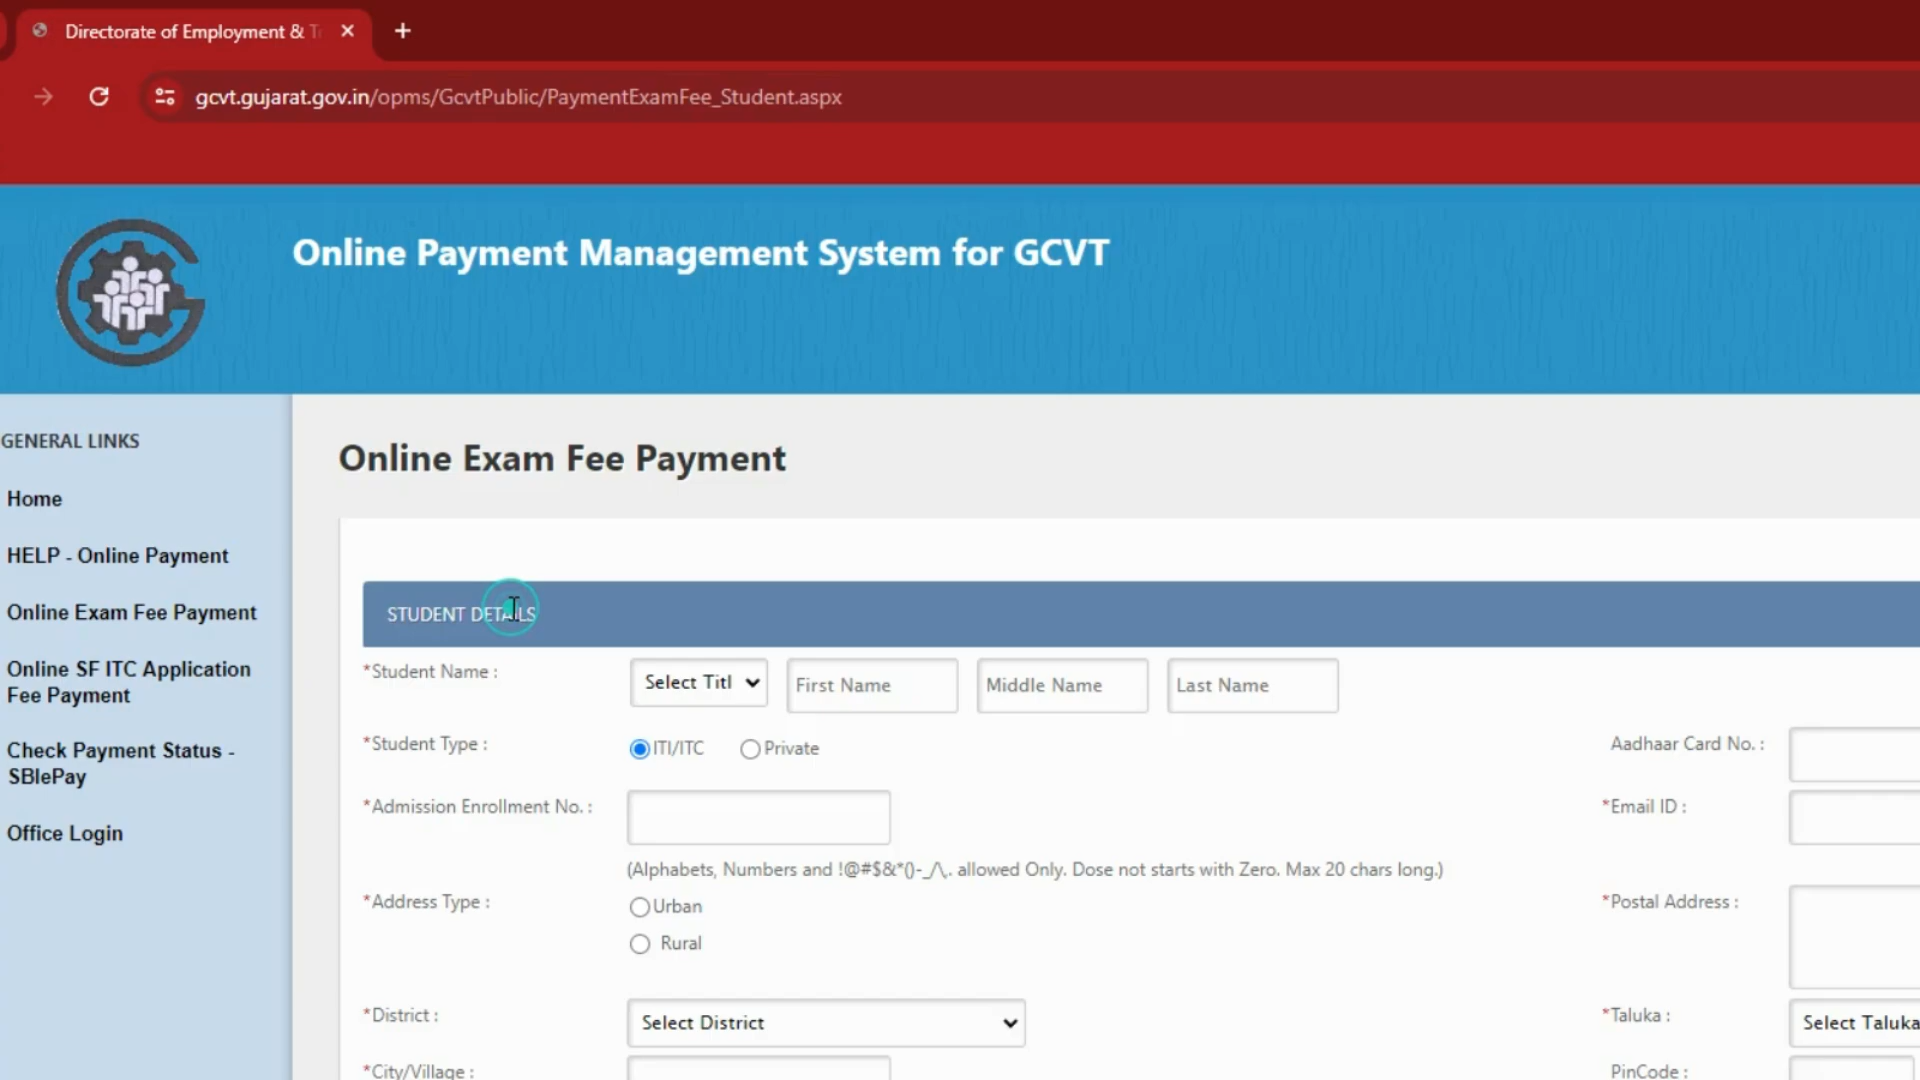 Directorate of Employment & T
gcvt.gujarat.gov.in/opms/GcvtPublic/PaymentExamFee_Student.aspx
Online Payment Management System for GCVT
GENERAL LINKS
Home
HELP - Online Payment
Online Exam Fee Payment
Online SF ITC Application
Fee Payment
Check Payment Status -
SBIePay
Office Login
Online Exam Fee Payment
STUDENT DETAILS
*Student Name : Select Titl First Name Middle Name Last Name
*Student Type : ITI/ITC Private Aadhaar Card No. :
*Admission Enrollment No. : *Email ID :
(Alphabets, Numbers and !@#$&*()-_/\,. allowed Only. Dose not starts with Zero. Max 20 chars long.)
*Address Type : Urban *Postal Address :
Rural
*District : Select District *Taluka : Select Taluka
*City/Village : PinCode :